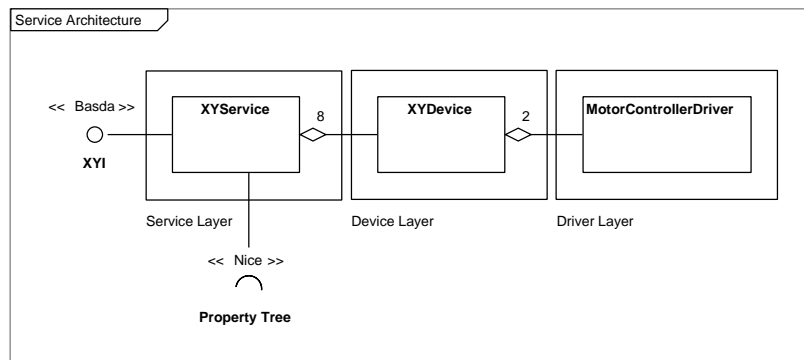 Service Architecture
<< Basda >>
XYI
XYService
8
XYDevice
2
MotorControllerDriver
Service Layer
Device Layer
Driver Layer
<< Nice >>
Property Tree